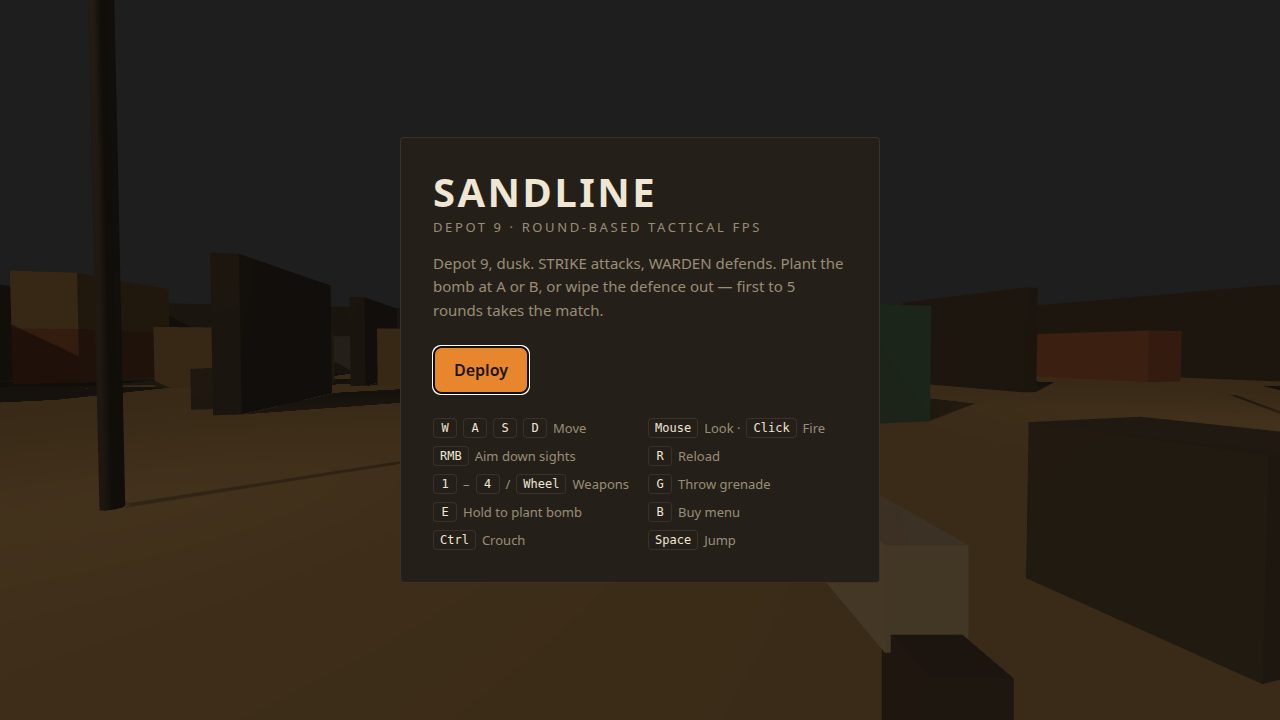 SANDLINE
DEPOT 9 · ROUND-BASED TACTICAL FPS
Depot 9, dusk. STRIKE attacks, WARDEN defends. Plant the
bomb at A or B, or wipe the defence out — first to 5
rounds takes the match.
Deploy
W A S D Move
Mouse Look · Click Fire
RMB Aim down sights
R Reload
1 – 4 / Wheel Weapons
G Throw grenade
E Hold to plant bomb
B Buy menu
Ctrl Crouch
Space Jump